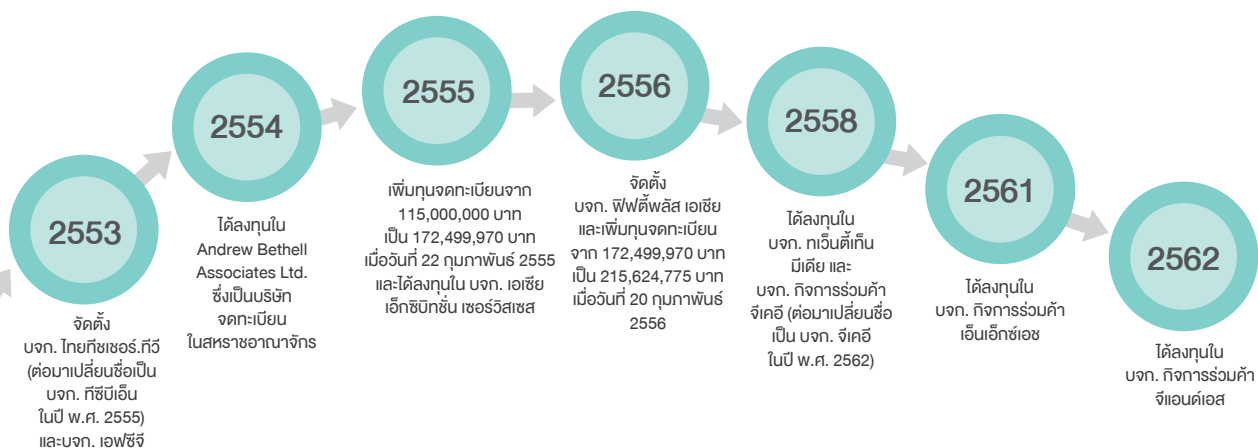 2553
จัดตั้ง
บจก. ไทยทีชเชอร์.ทีวี
(ต่อมาเปลี่ยนชื่อเป็น
บจก. ทีซีบีเอ็น
ในปี พ.ศ. 2555)
และบจก. เอฟซีจี
2554
ได้ลงทุนใน
Andrew Bethell
Associates Ltd.
ซึ่งเป็นบริษัท
จดทะเบียน
ในสหราชอาณาจักร
2555
เพิ่มทุนจดทะเบียนจาก
115,000,000 บาท
เป็น 172,499,970 บาท
เมื่อวันที่ 22 กุมภาพันธ์ 2555
และได้ลงทุนใน บจก. เอเชีย
เอ็กซิบิทชั่น เซอร์วิสเซส
2556
จัดตั้ง
บจก. ฟิฟตี้พลัส เอเชีย
และเพิ่มทุนจดทะเบียน
จาก 172,499,970 บาท
เป็น 215,624,775 บาท
เมื่อวันที่ 20 กุมภาพันธ์
2556
2558
ได้ลงทุนใน
บจก. ทเว็นตี้เท็น
มีเดีย และ
บจก. กิจการร่วมค้า
จีเคอี (ต่อมาเปลี่ยนชื่อ
เป็น บจก. จีเคอี
ในปี พ.ศ. 2562)
2561
ได้ลงทุนใน
บจก. กิจการร่วมค้า
เอ็นเอ็กซ์เอช
2562
ได้ลงทุนใน
บจก. กิจการร่วมค้า
จีแอนด์เอส